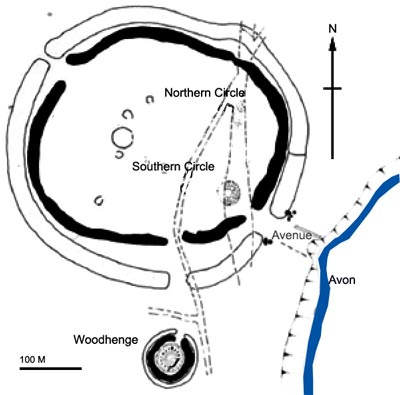 N
Northern Circle
Southern Circle
Avenue
Avon
Woodhenge
100 M